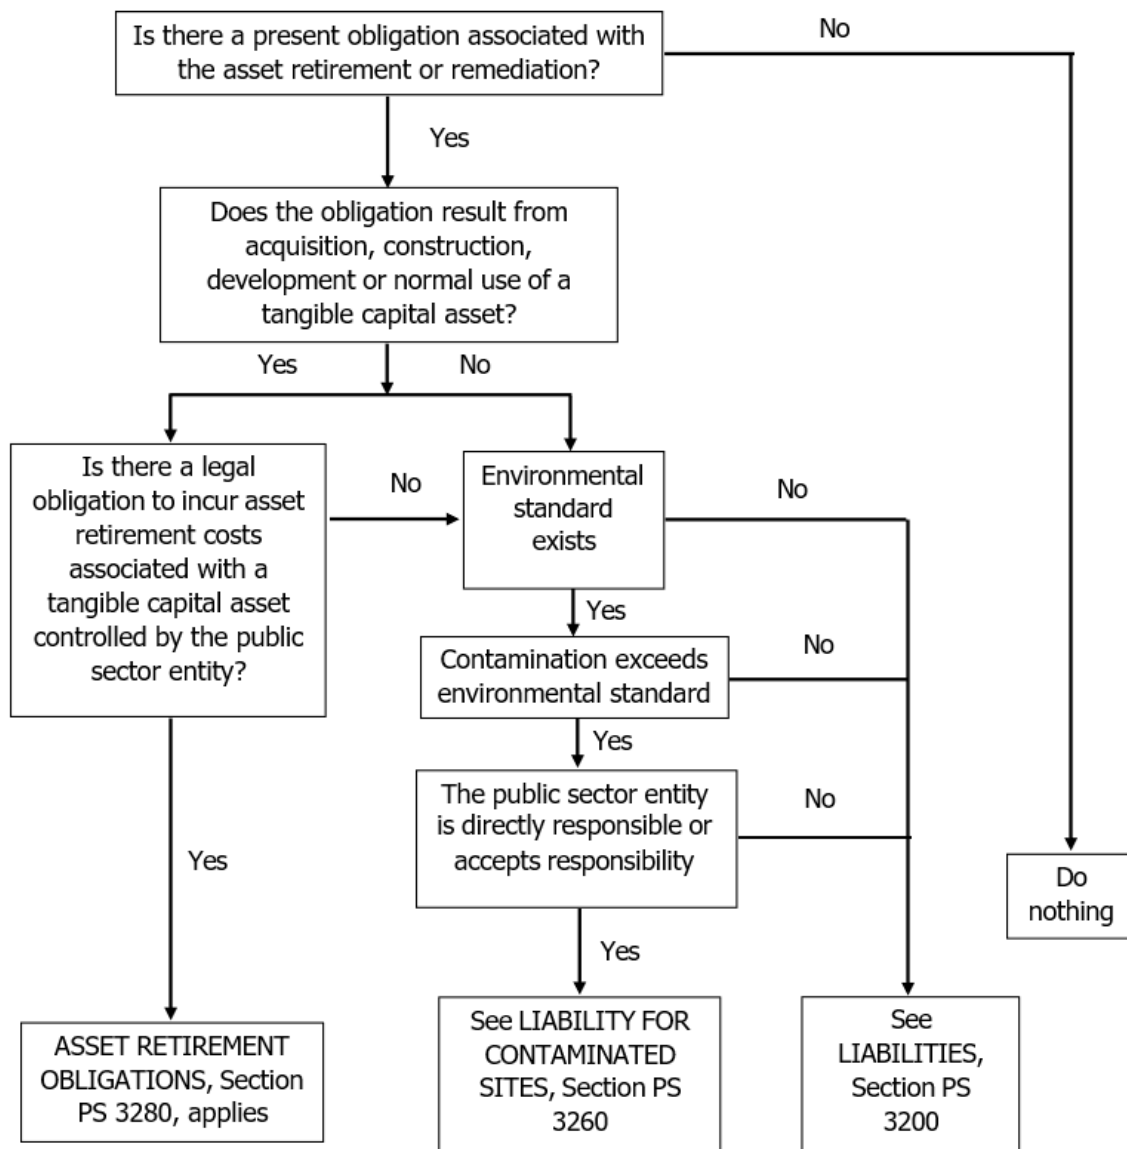 Is there a present obligation associated with
the asset retirement or remediation?
No
Yes
Does the obligation result from
acquisition, construction,
development or normal use of a
tangible capital asset?
Yes
No
Is there a legal
obligation to incur asset
retirement costs
associated with a
tangible capital asset
controlled by the public
sector entity?
No
Environmental
standard
exists
No
Yes
Contamination exceeds
environmental standard
No
Yes
The public sector entity
is directly responsible or
accepts responsibility
No
Yes
Do
nothing
Yes
ASSET RETIREMENT
OBLIGATIONS, Section
PS 3280, applies
See LIABILITY FOR
CONTAMINATED
SITES, Section PS
3260
See
LIABILITIES,
Section PS
3200